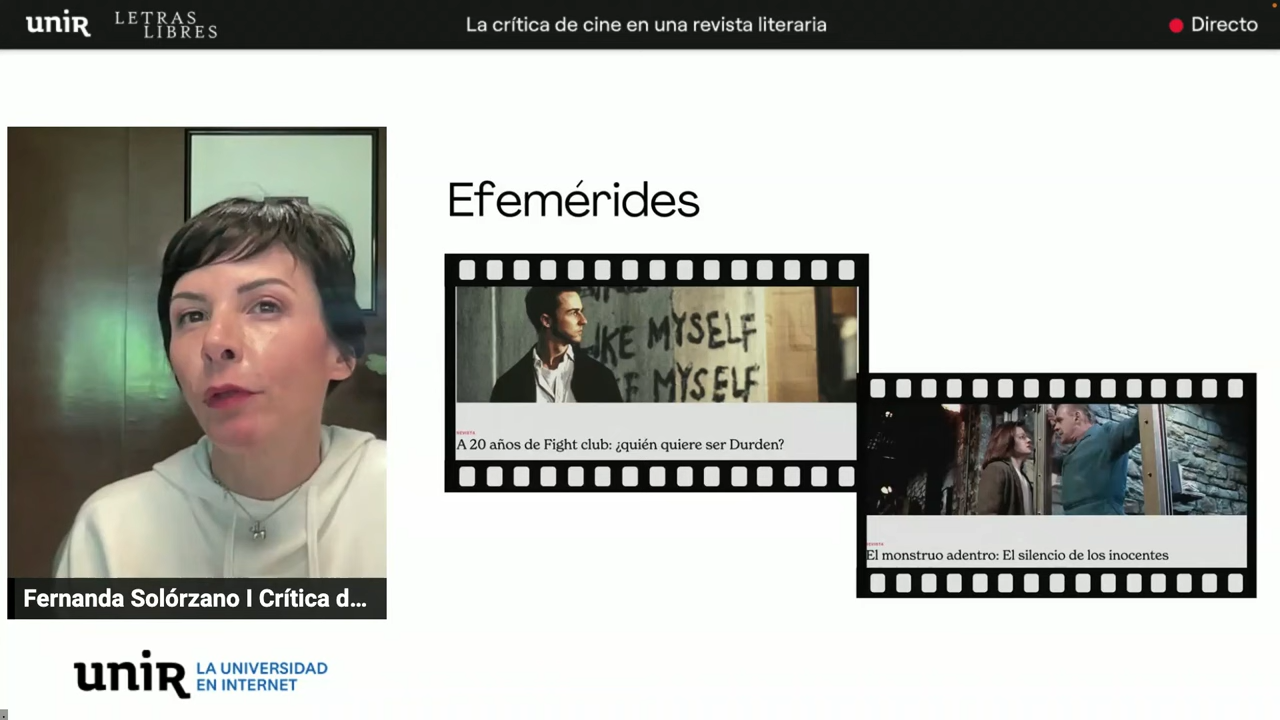 unir LETRAS
LIBRES
La crítica de cine en una revista literaria
Directo
Efemérides
KE MYSELF
MYSELF
REVISTA
A 20 años de Fight club: ¿quién quiere ser Durden?
REVISTA
El monstruo adentro: El silencio de los inocentes
Fernanda Solórzano I Crítica d...
unir LA UNIVERSIDAD
EN INTERNET